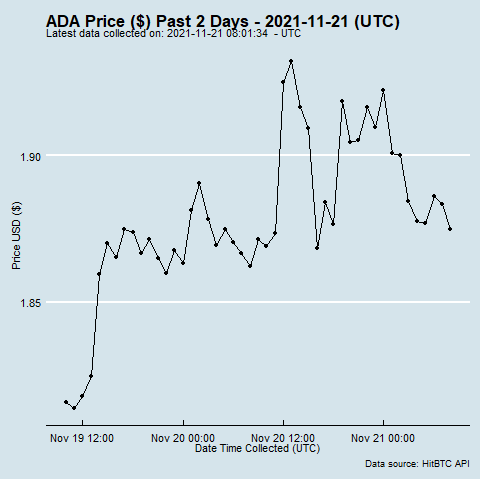 ADA Price ($) Past 2 Days - 2021-11-21 (UTC)
Latest data collected on: 2021-11-21 08:01:34 - UTC
1.90
Price USD ($)
1.85
Nov 19 12:00 Nov 20 00:00 Nov 20 12:00 Nov 21 00:00
Date Time Collected (UTC)
Data source: HitBTC API